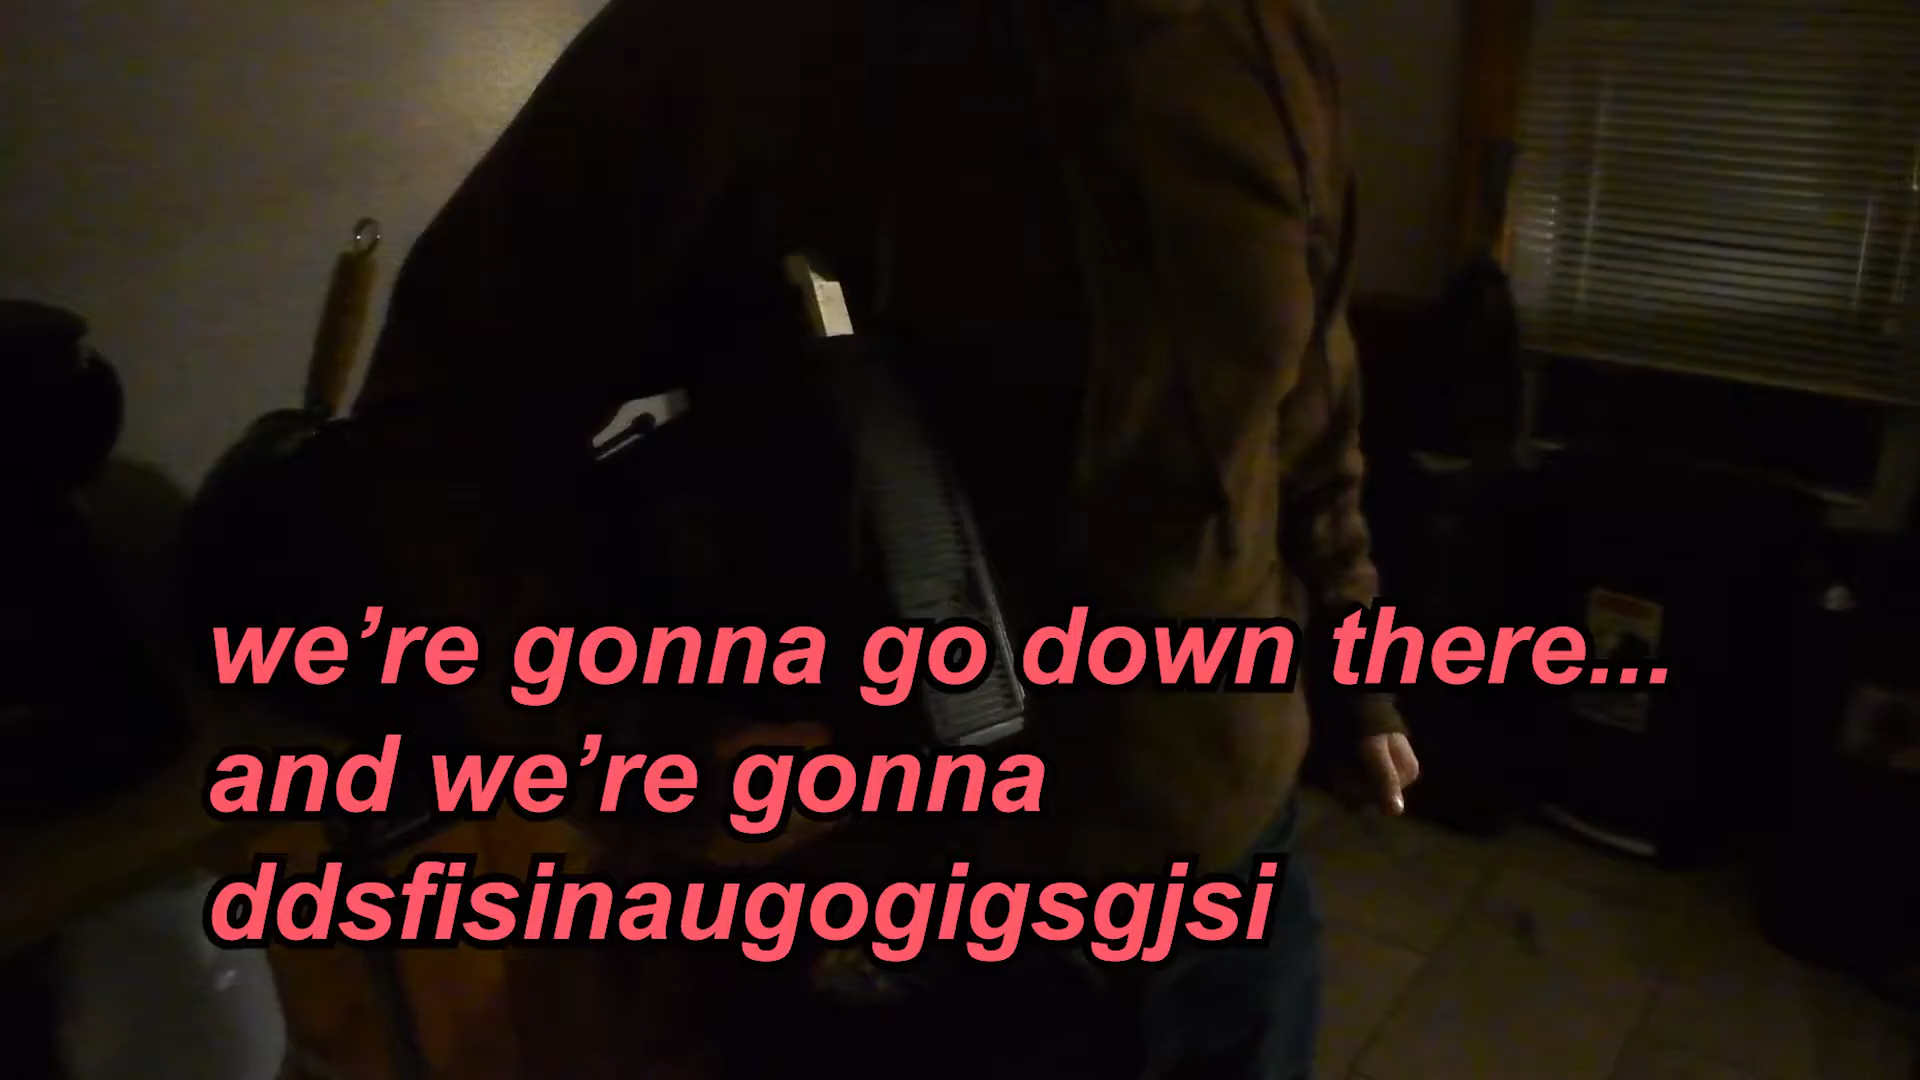 we’re gonna go down there...
and we’re gonna
ddsfisinaugogigsgjsi